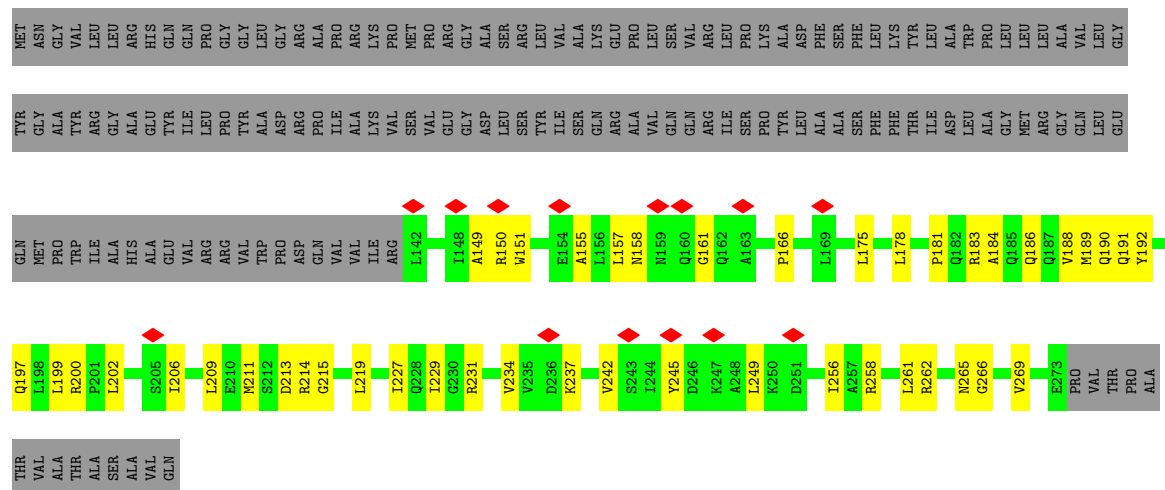 MET ASN GLY VAL LEU LEU ARG HIS GLN GLN PRO GLY GLY LEU GLY ARG ALA PRO ARG LYS PRO MET PRO ARG GLY ALA SER ARG LEU VAL ALA LYS GLU PRO LEU SER VAL ARG LEU PRO LYS ALA ASP PHE SER PHE LEU LYS TYR LEU ALA TRP PRO LEU LEU LEU ALA VAL LEU GLY
TYR GLY ALA TYR ARG GLY ALA GLU TYR ILE LEU PRO TYR ALA ASP ARG PRO ILE ALA LYS VAL SER VAL GLU GLY ASP LEU SER TYR ILE SER GLN ARG ALA VAL GLN GLN ARG ILE SER PRO TYR LEU ALA ALA SER PHE PHE THR ILE ASP LEU ALA GLY MET ARG GLY GLN LEU GLU
GLN MET PRO TRP ILE ALA HIS ALA GLU VAL ARG ARG VAL TRP PRO ASP GLN VAL VAL ILE ARG L142 I148 A149 R150 W151 E154 A155 L156 L157 N158 N159 Q160 G161 Q162 A163 P166 L169 L175 L178 P181 Q182 R183 A184 Q185 Q186 Q187 V188 M189 Q190 Q191 Y192
Q197 L198 L199 R200 P201 L202 S205 I206 L209 E210 M211 S212 D213 R214 G215 L219 I227 Q228 I229 G230 R231 V234 V235 D236 K237 V242 S243 I244 Y245 D246 K247 A248 L249 K250 D251 I256 A257 R258 L261 R262 N265 G266 V269 E273 PRO VAL THR PRO ALA
THR VAL ALA THR ALA SER ALA VAL GLN